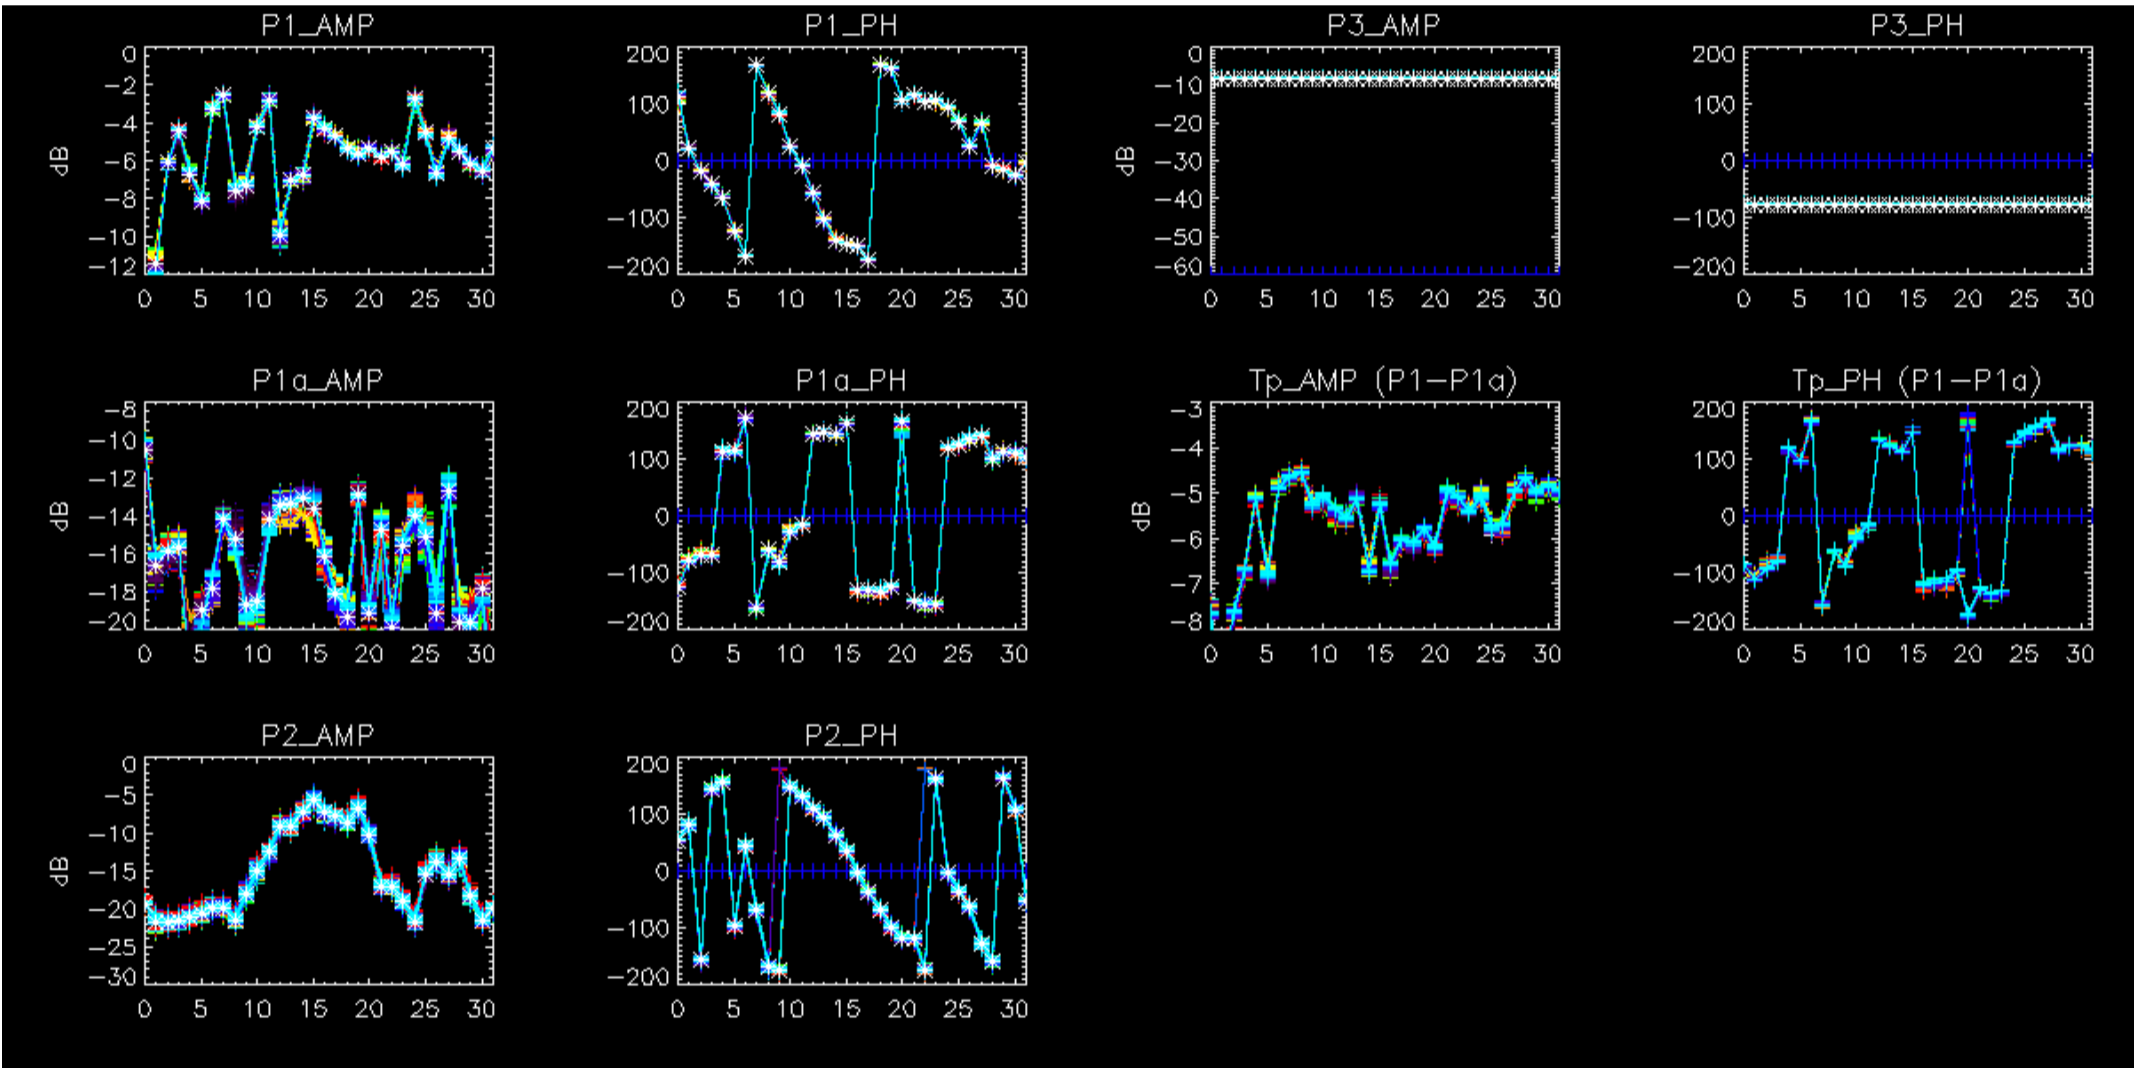 P1_AMP
dB
0
−2
−4
−6
−8
−10
−12
0 5 10 15 20 25 30
P1_PH
200
100
0
−100
−200
0 5 10 15 20 25 30
P3_AMP
dB
0
−10
−20
−30
−40
−50
−60
0 5 10 15 20 25 30
P3_PH
200
100
0
−100
−200
0 5 10 15 20 25 30
P1a_AMP
dB
−8
−10
−12
−14
−16
−18
−20
0 5 10 15 20 25 30
P1a_PH
200
100
0
−100
−200
0 5 10 15 20 25 30
Tp_AMP (P1−P1a)
dB
−3
−4
−5
−6
−7
−8
0 5 10 15 20 25 30
Tp_PH (P1−P1a)
200
100
0
−100
−200
0 5 10 15 20 25 30
P2_AMP
dB
0
−5
−10
−15
−20
−25
−30
0 5 10 15 20 25 30
P2_PH
200
100
0
−100
−200
0 5 10 15 20 25 30